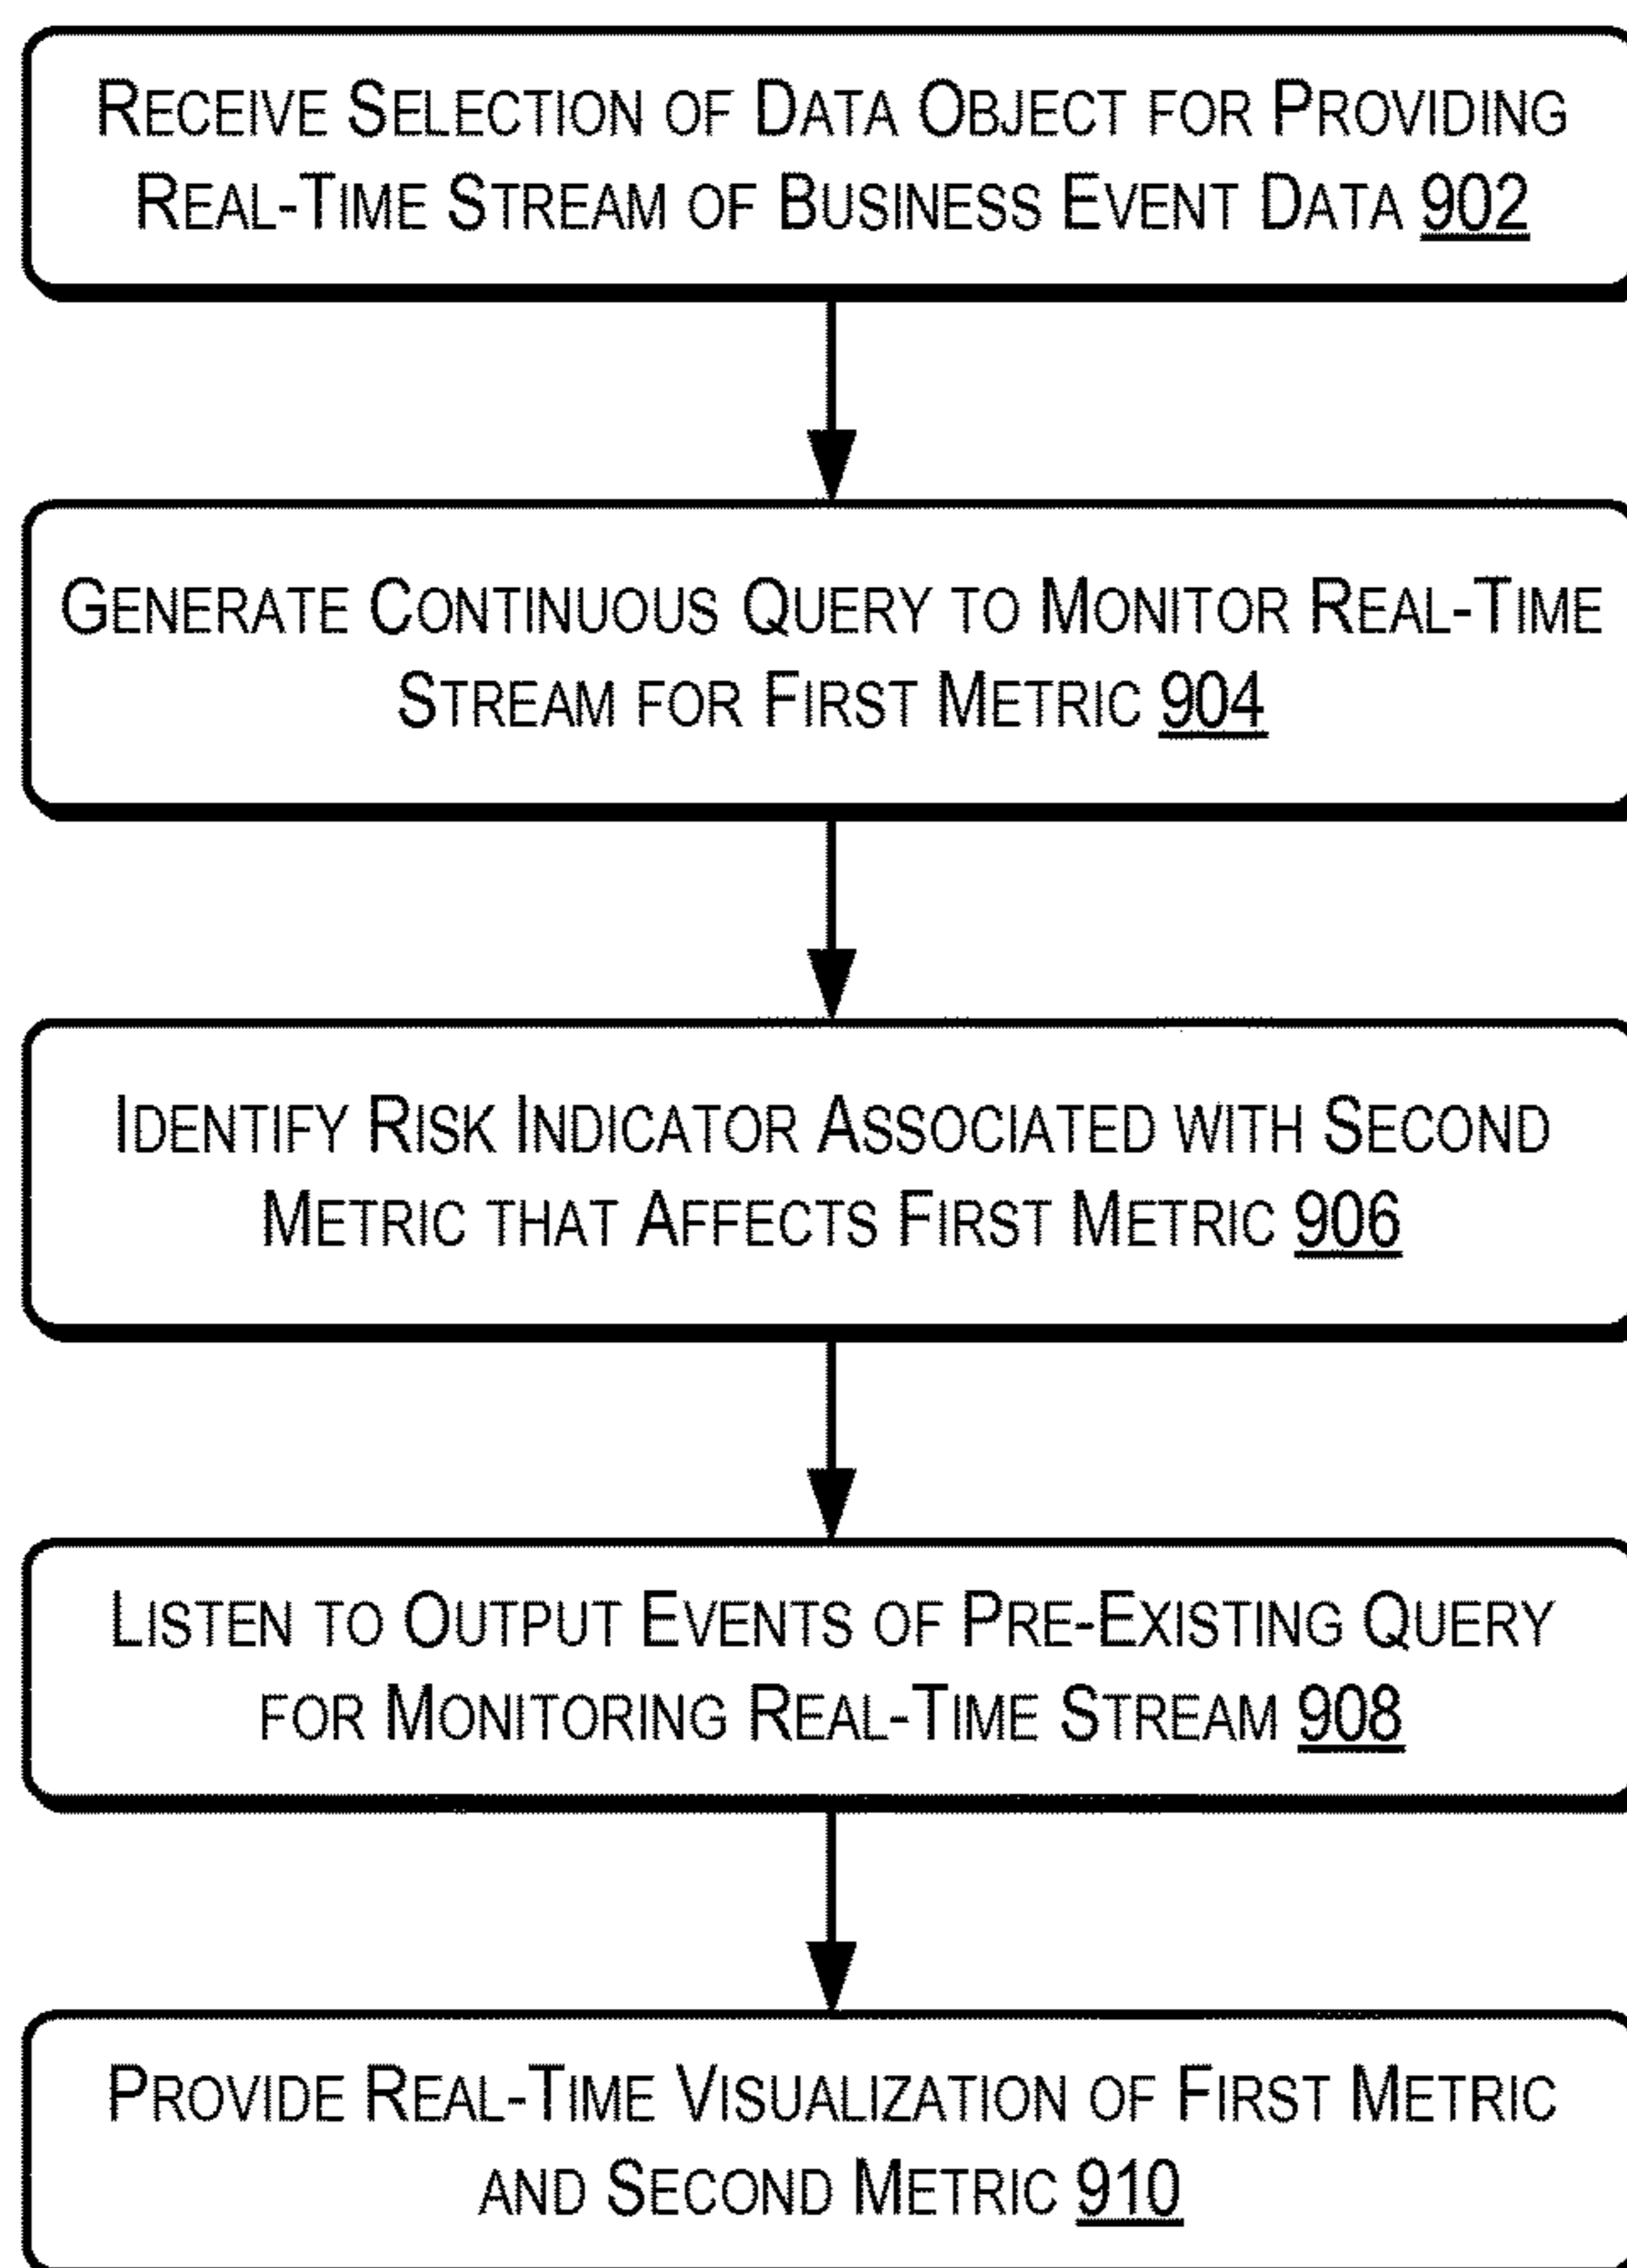 RECEIVE SELECTION OF DATA OBJECT FOR PROVIDING
REAL-TIME STREAM OF BUSINESS EVENT DATA 902
GENERATE CONTINUOUS QUERY TO MONITOR REAL-TIME
STREAM FOR FIRST METRIC 904
IDENTIFY RISK INDICATOR ASSOCIATED WITH SECOND
METRIC THAT AFFECTS FIRST METRIC 906
LISTEN TO OUTPUT EVENTS OF PRE-EXISTING QUERY
FOR MONITORING REAL-TIME STREAM 908
PROVIDE REAL-TIME VISUALIZATION OF FIRST METRIC
AND SECOND METRIC 910